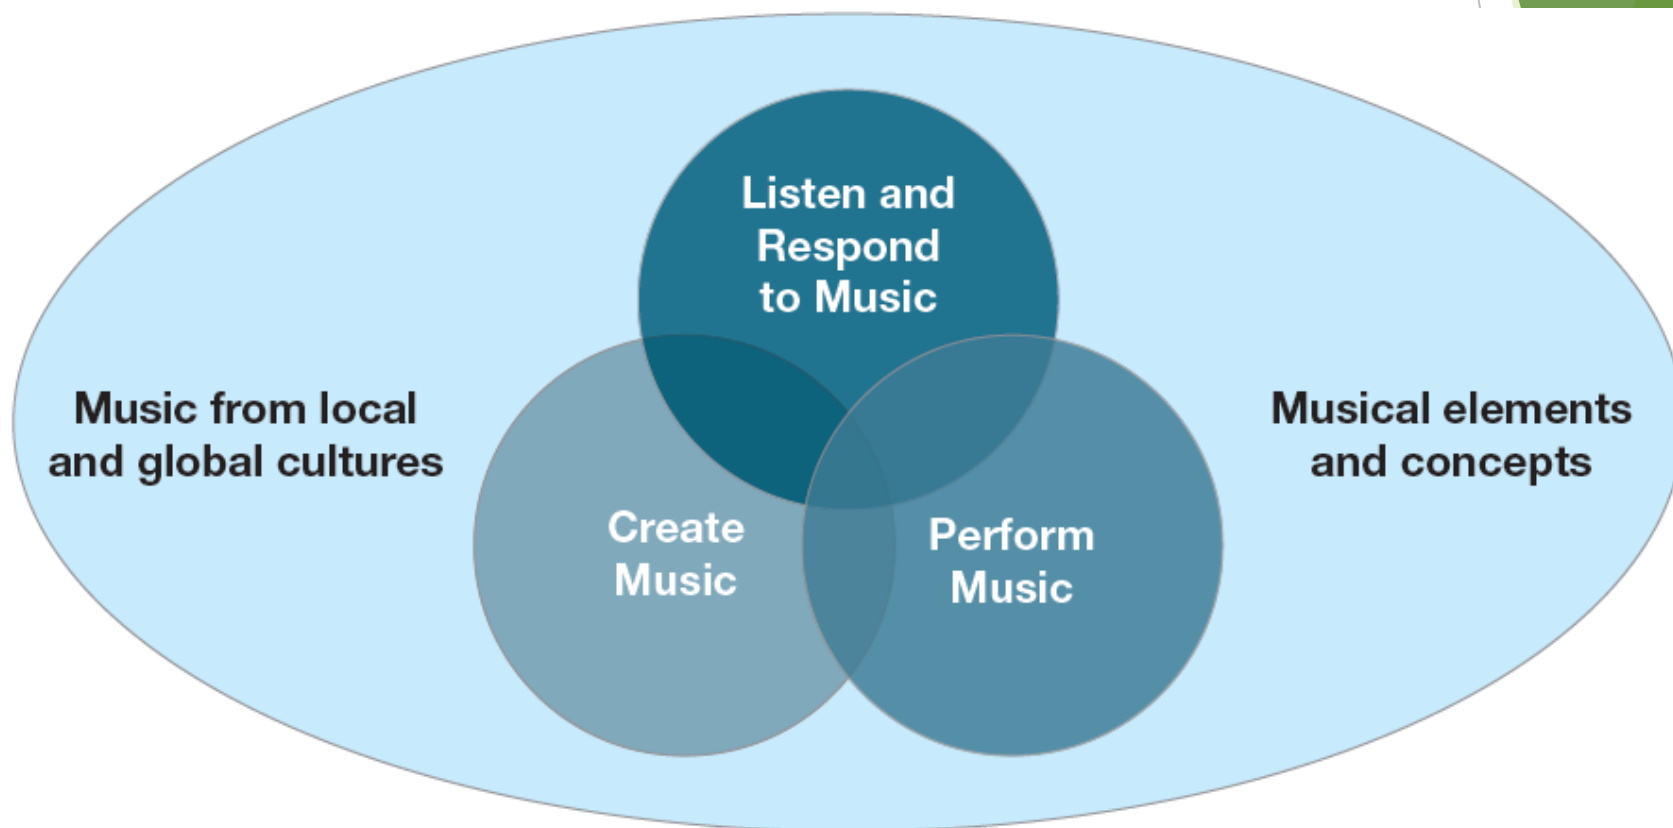 Listen and
Respond
to Music
Music from local
and global cultures
Musical elements
and concepts
Create
Music
Perform
Music